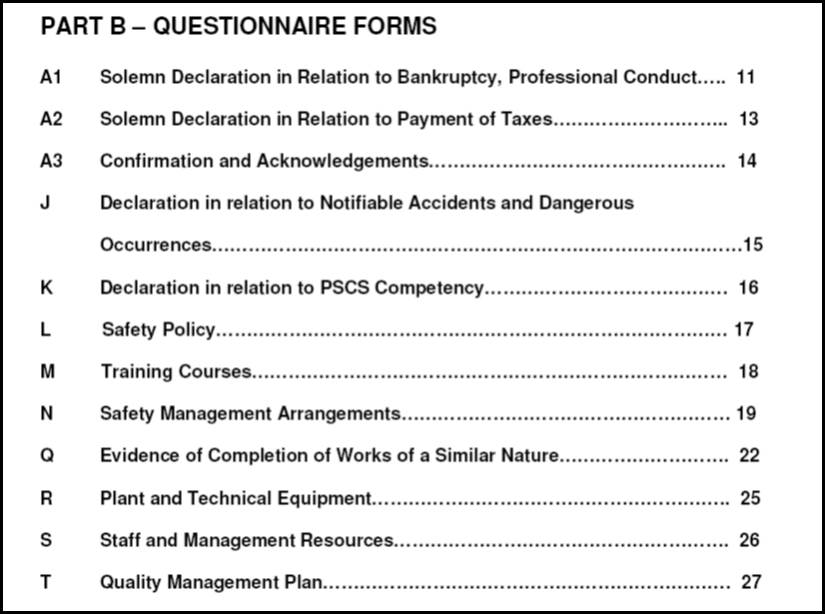 PART B – QUESTIONNAIRE FORMS
A1 Solemn Declaration in Relation to Bankruptcy, Professional Conduct….. 11
A2 Solemn Declaration in Relation to Payment of Taxes……………………….... 13
A3 Confirmation and Acknowledgements…………………………………………. 14
J Declaration in relation to Notifiable Accidents and Dangerous
Occurrences……………………………………………………………………………15
K Declaration in relation to PSCS Competency………………………………… 16
L Safety Policy………………………………………………………………………… 17
M Training Courses……………………………………………………………………. 18
N Safety Management Arrangements……………………………………………… 19
Q Evidence of Completion of Works of a Similar Nature………………………. 22
R Plant and Technical Equipment………………………………………………….. 25
S Staff and Management Resources………………………………………………. 26
T Quality Management Plan………………………………………………………… 27